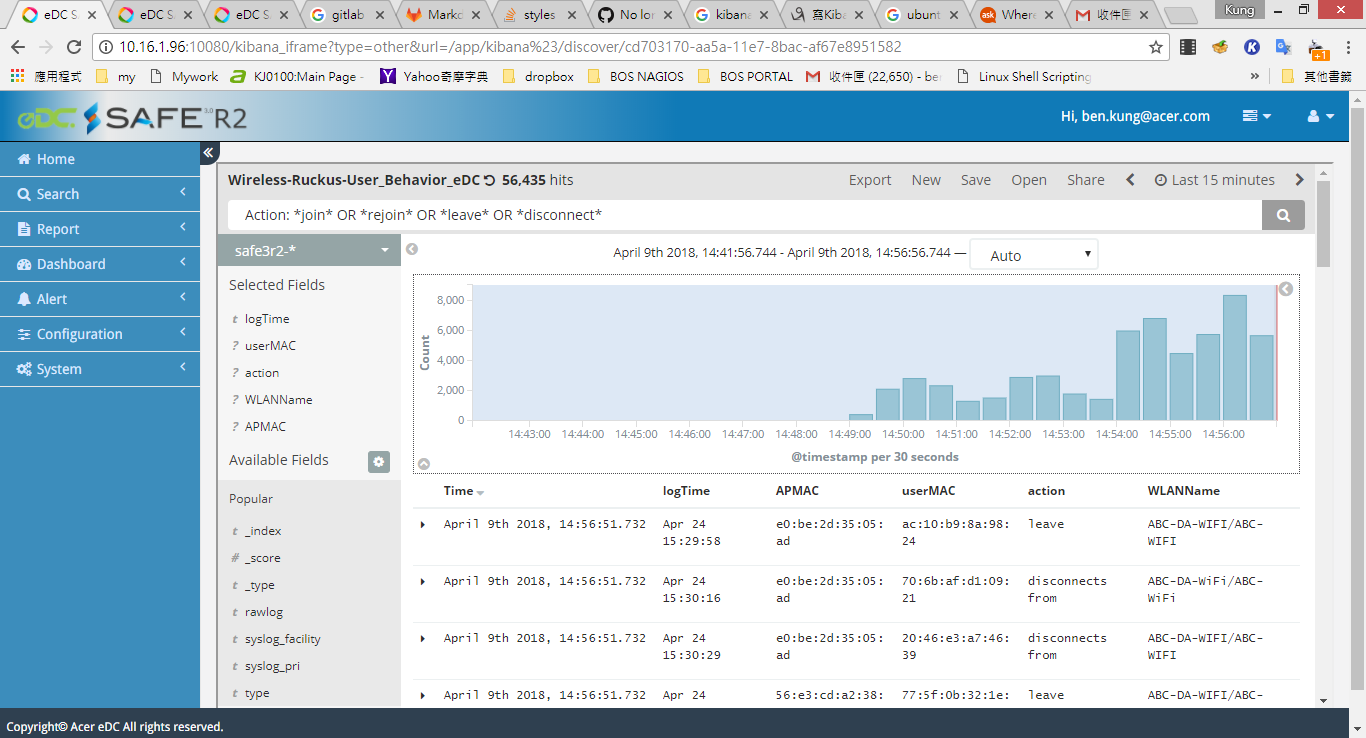 eDC S
eDC S
eDC S
gitlab
Markd
styles
No lor
kibana
寫Kiba
ubunt
Where
收件匣
Kung
10.16.1.96:10080/kibana_iframe?type=other&url=/app/kibana%23/discover/cd703170-aa5a-11e7-8bac-af67e8951582
+1
應用程式
my
Mywork
KJ0100:Main Page -
Yahoo奇摩字典
dropbox
BOS NAGIOS
BOS PORTAL
收件匣 (22,650) - ber
Linux Shell Scripting
»
其他書籤
eDC. SAFE 3.0 R2
Hi, ben.kung@acer.com
Home
Search
Report
Dashboard
Alert
Configuration
System
Wireless-Ruckus-User_Behavior_eDC 56,435 hits
Export New Save Open Share Last 15 minutes
Action: *join* OR *rejoin* OR *leave* OR *disconnect*
safe3r2-*
Selected Fields
t logTime
? userMAC
? action
? WLANName
? APMAC
Available Fields
Popular
t _index
# _score
t _type
t rawlog
t syslog_facility
t syslog_pri
t type
April 9th 2018, 14:41:56.744 - April 9th 2018, 14:56:56.744 — Auto
8,000
6,000
4,000
2,000
0
Count
14:43:00 14:44:00 14:45:00 14:46:00 14:47:00 14:48:00 14:49:00 14:50:00 14:51:00 14:52:00 14:53:00 14:54:00 14:55:00 14:56:00
@timestamp per 30 seconds
Time logTime APMAC userMAC action WLANName
April 9th 2018, 14:56:51.732 Apr 24 e0:be:2d:35:05: ac:10:b9:8a:98: leave ABC-DA-WIFI/ABC-
15:29:58 ad 24 WIFI
April 9th 2018, 14:56:51.732 Apr 24 e0:be:2d:35:05: 70:6b:af:d1:09: disconnects ABC-DA-WiFi/ABC-
15:30:16 ad 21 from WiFi
April 9th 2018, 14:56:51.732 Apr 24 e0:be:2d:35:05: 20:46:e3:a7:46: disconnects ABC-DA-WIFI/ABC-
15:30:29 ad 39 from WIFI
April 9th 2018, 14:56:51.732 Apr 24 56:e3:cd:a2:38: 77:5f:0b:32:1e: leave ABC-DA-WIFI/ABC-
Copyright© Acer eDC All rights reserved.